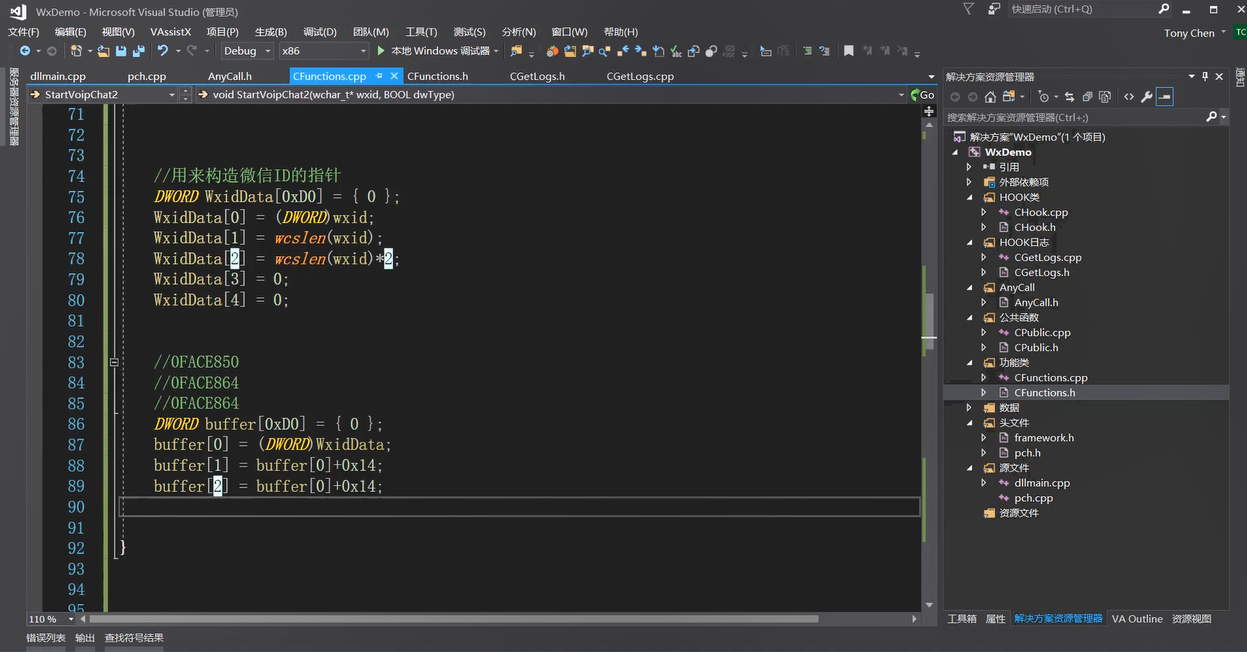 WxDemo - Microsoft Visual Studio (管理员)
快速启动 (Ctrl+Q)
文件(F) 编辑(E) 视图(V) VAssistX 项目(P) 生成(B) 调试(D) 团队(M) 工具(T) 测试(S) 分析(N) 窗口(W) 帮助(H)
Tony Chen
TC
Debug x86 本地 Windows 调试器
服务器资源管理器
通知
dllmain.cpp pch.cpp AnyCall.h CFunctions.cpp CFunctions.h CGetLogs.h CGetLogs.cpp
StartVoipChat2 void StartVoipChat2(wchar_t* wxid, BOOL dwType) Go
71
72
73
74 //用来构造微信ID的指针
75 DWORD WxidData[0xD0] = { 0 };
76 WxidData[0] = (DWORD)wxid;
77 WxidData[1] = wcslen(wxid);
78 WxidData[2] = wcslen(wxid)*2;
79 WxidData[3] = 0;
80 WxidData[4] = 0;
81
82
83 //0FACE850
84 //0FACE864
85 //0FACE864
86 DWORD buffer[0xD0] = { 0 };
87 buffer[0] = (DWORD)WxidData;
88 buffer[1] = buffer[0]+0x14;
89 buffer[2] = buffer[0]+0x14;
90
91
92 }
93
94
95
110 %
错误列表 输出 查找符号结果
解决方案资源管理器
搜索解决方案资源管理器(Ctrl+;)
解决方案"WxDemo"(1 个项目)
WxDemo
引用
外部依赖项
HOOK类
CHook.cpp
CHook.h
HOOK日志
CGetLogs.cpp
CGetLogs.h
AnyCall
AnyCall.h
公共函数
CPublic.cpp
CPublic.h
功能类
CFunctions.cpp
CFunctions.h
数据
头文件
framework.h
pch.h
源文件
dllmain.cpp
pch.cpp
资源文件
工具箱 属性 解决方案资源管理器 VA Outline 资源视图